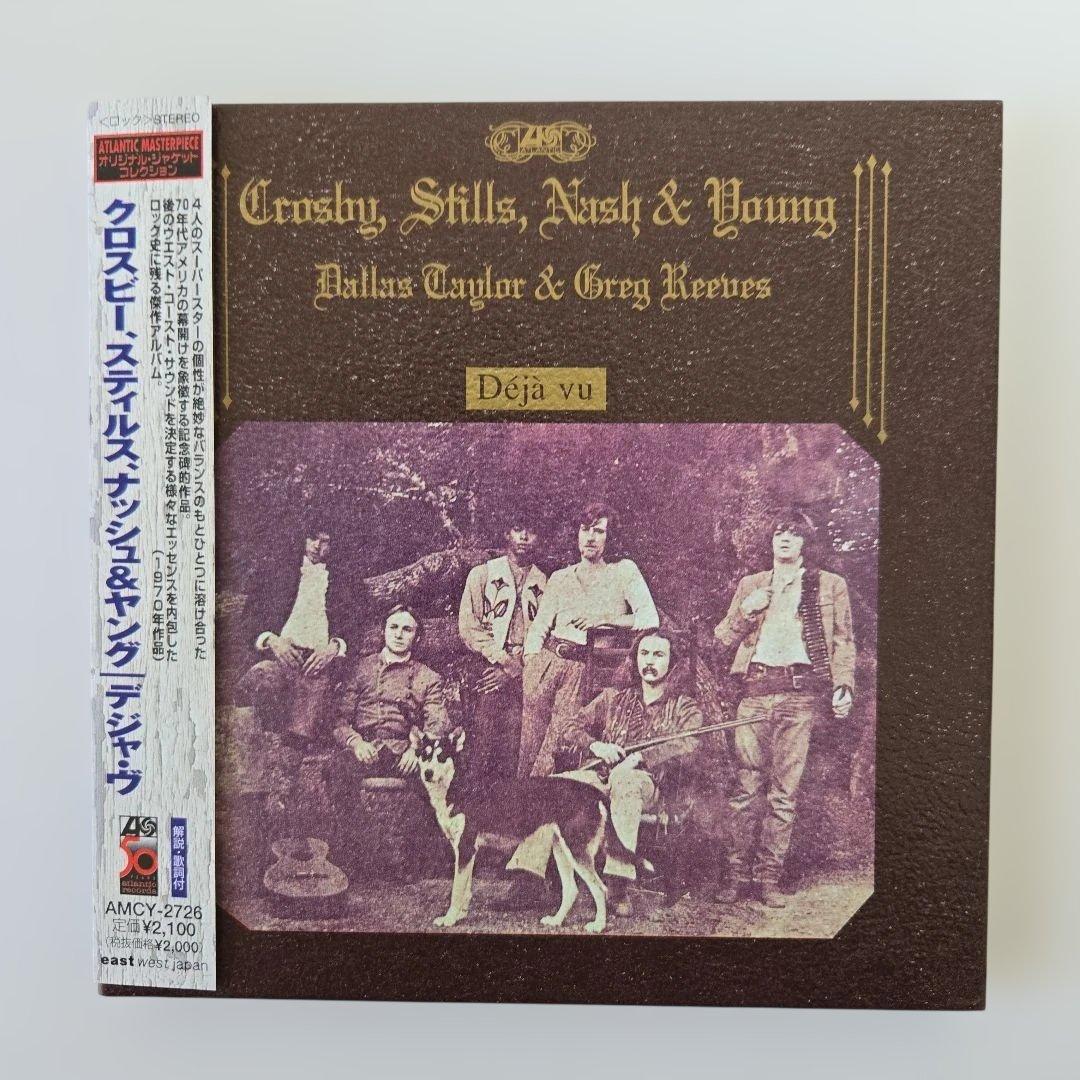 <ロック>STEREO
ATLANTIC MASTERPIECE
オリジナル・ジャケット
コレクション
クロスビー、スティルス、ナッシュ&ヤング|デジャ・ヴ
4人のスーパースターの個性が絶妙なバランスのもとひとつに溶け合った
70年代アメリカの幕開けを象徴する記念碑的作品。
後のウエスト・コースト・サウンドを決定する様々なエッセンスを内包した
ロック史に残る傑作アルバム。
(1970年作品)
50
years
atlantic
records
解説・歌詞付
AMCY-2726
定価¥2,100
(税抜価格¥2,000)
east west japan
ATLANTIC
Crosby, Stills, Nash & Young
Dallas Taylor & Greg Reeves
Déjà vu